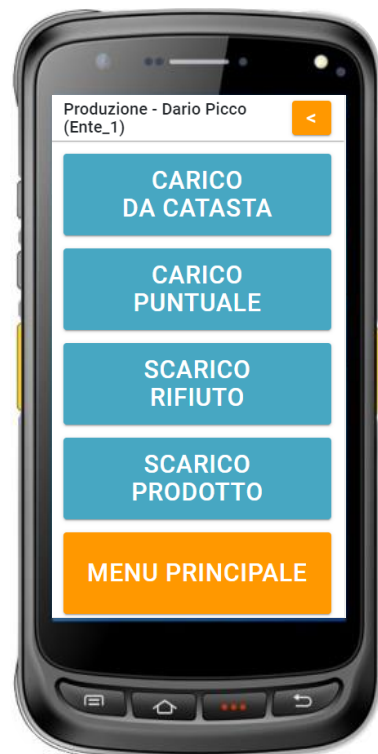 Produzione - Dario Picco
(Ente_1)
<
CARICO
DA CATASTA
CARICO
PUNTUALE
SCARICO
RIFIUTO
SCARICO
PRODOTTO
MENU PRINCIPALE